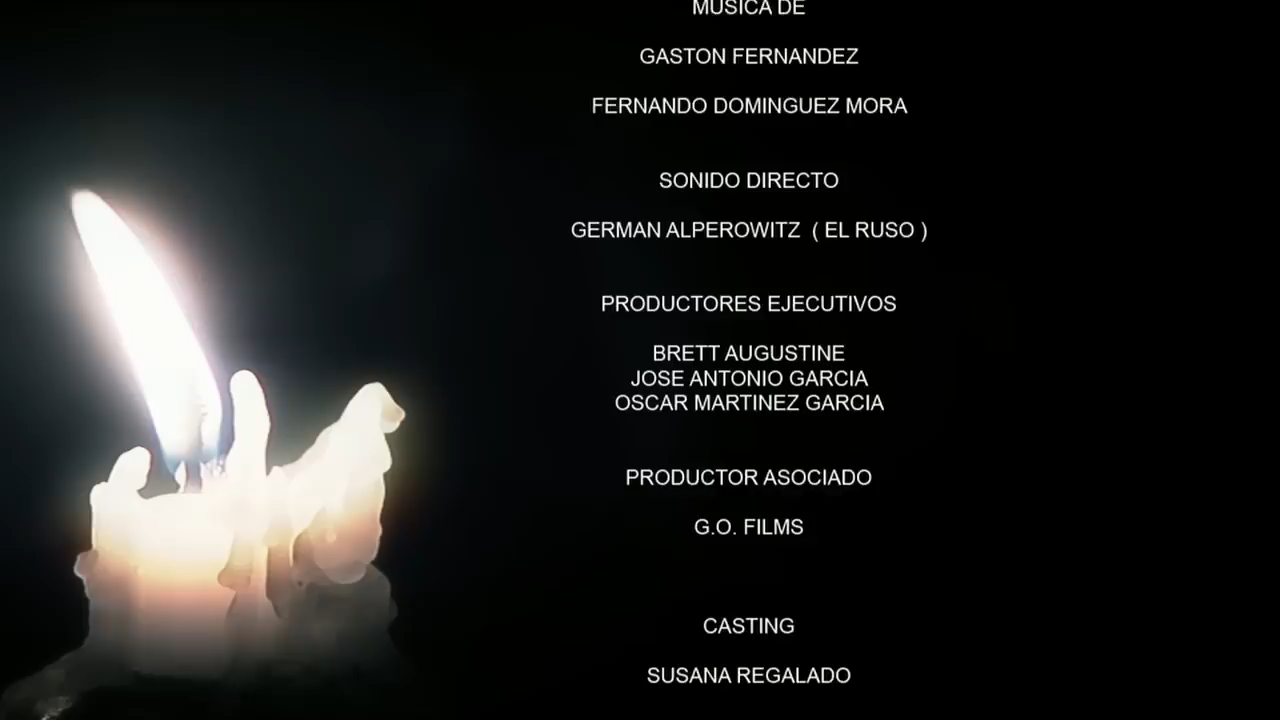 MUSICA DE
GASTON FERNANDEZ
FERNANDO DOMINGUEZ MORA
SONIDO DIRECTO
GERMAN ALPEROWITZ ( EL RUSO )
PRODUCTORES EJECUTIVOS
BRETT AUGUSTINE
JOSE ANTONIO GARCIA
OSCAR MARTINEZ GARCIA
PRODUCTOR ASOCIADO
G.O. FILMS
CASTING
SUSANA REGALADO